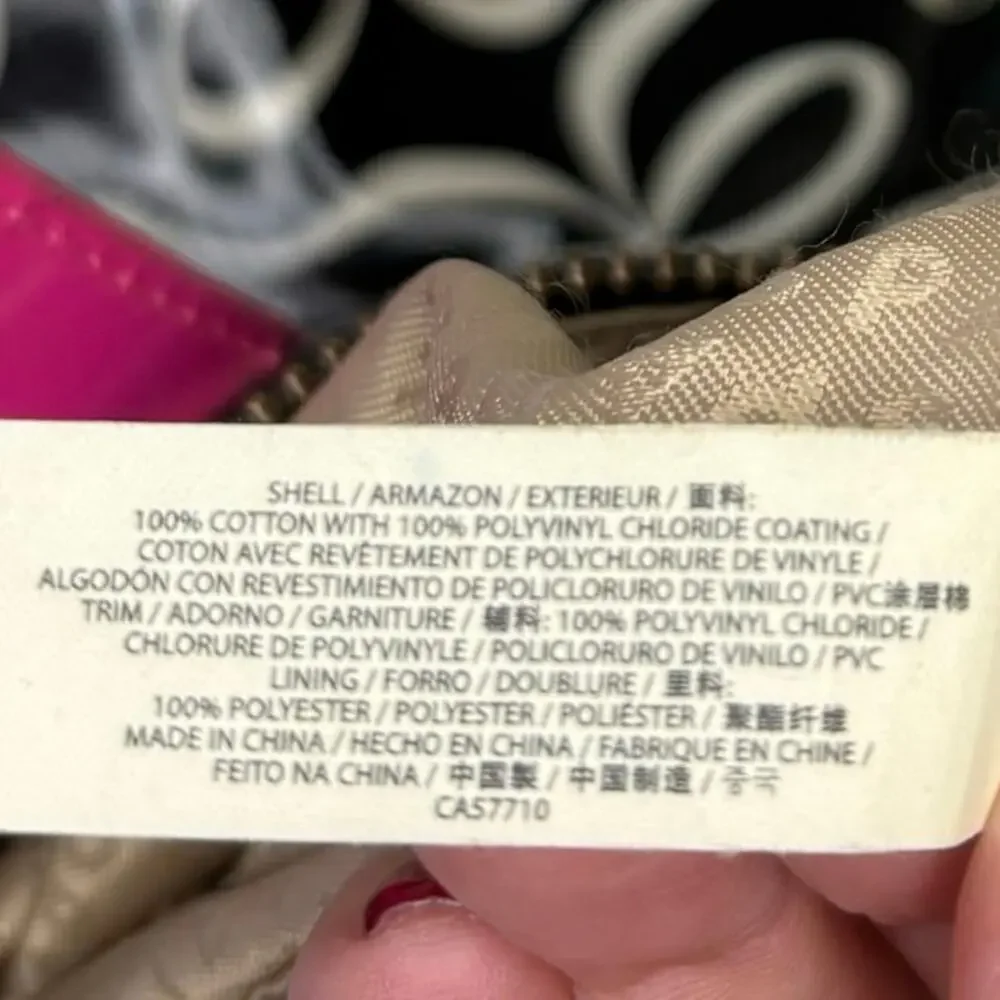 SHELL / ARMAZON / EXTERIEUR / 面料:
100% COTTON WITH 100% POLYVINYL CHLORIDE COATING /
COTON AVEC REVÊTEMENT DE POLYCHLORURE DE VINYLE /
ALGODÓN CON REVESTIMIENTO DE POLICLORURO DE VINILO / PVC涂层棉
TRIM / ADORNO / GARNITURE / 辅料: 100% POLYVINYL CHLORIDE /
CHLORURE DE POLYVINYLE / POLICLORURO DE VINILO / PVC
LINING / FORRO / DOUBLURE / 里料:
100% POLYESTER / POLYESTER / POLIÉSTER / 聚酯纤维
MADE IN CHINA / HECHO EN CHINA / FABRIQUE EN CHINE /
FEITO NA CHINA / 中国製 / 中国制造 / 중국
CA57710